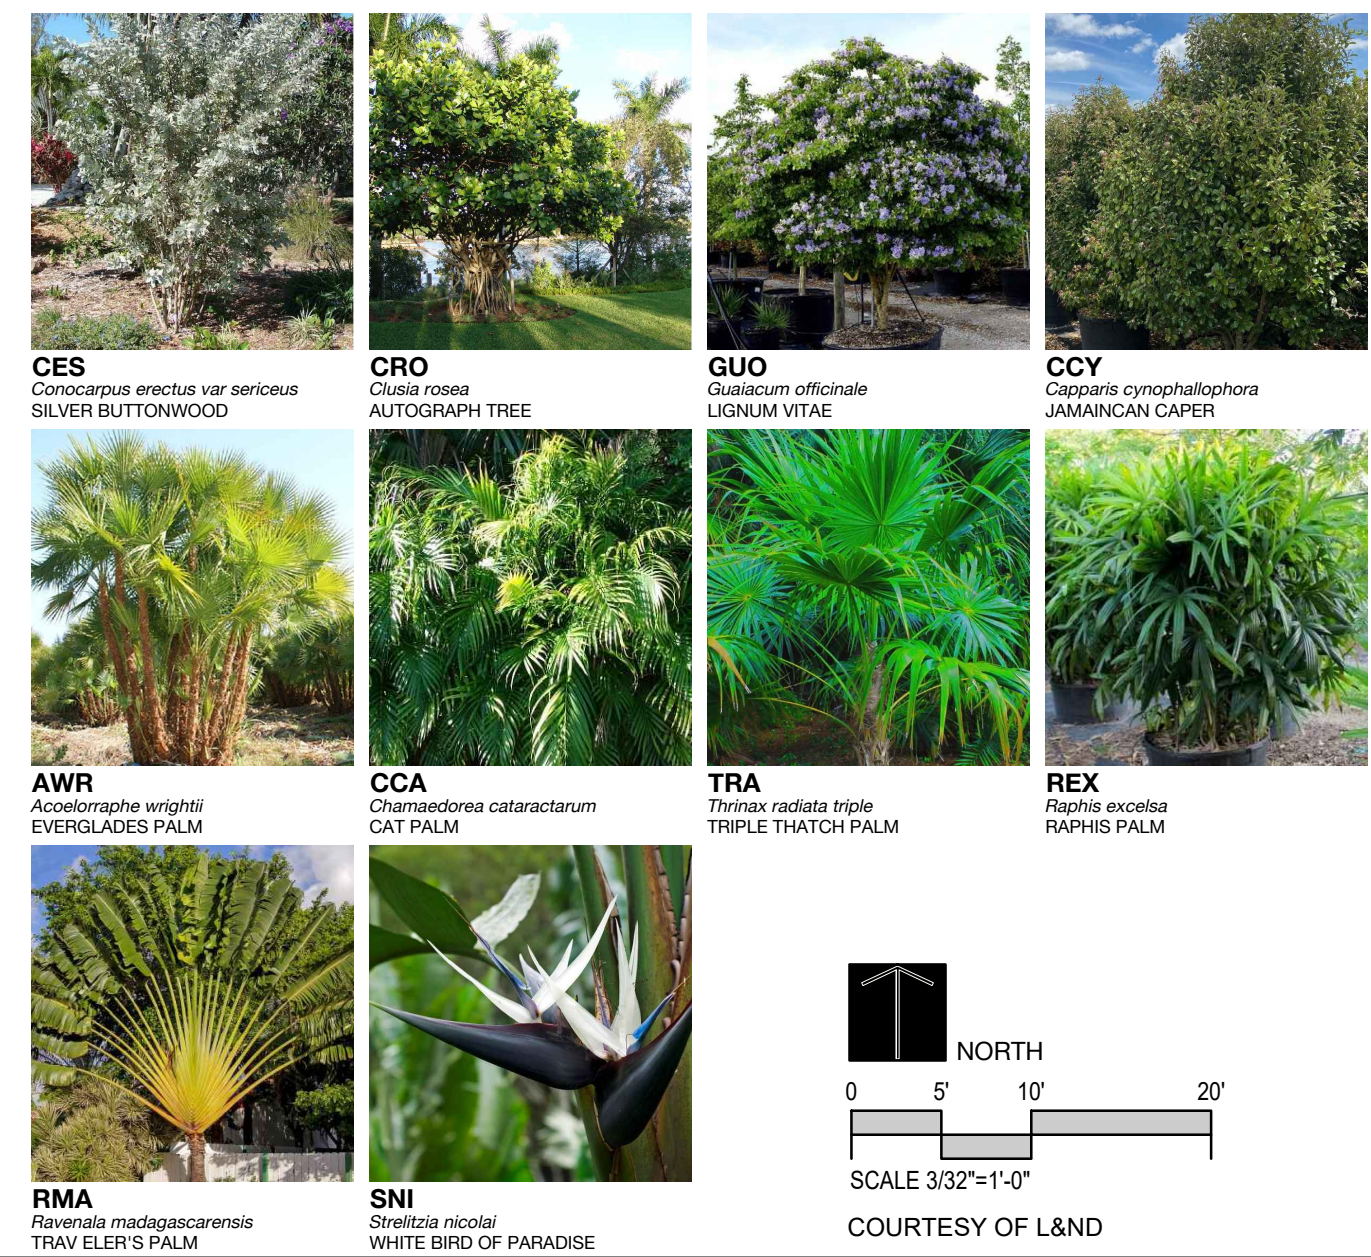 CES
Conocarpus erectus var sericeus
SILVER BUTTONWOOD
CRO
Clusia rosea
AUTOGRAPH TREE
GUO
Guaiacum officinale
LIGNUM VITAE
CCY
Capparis cynophallophora
JAMAINCAN CAPER
AWR
Acoelorraphe wrightii
EVERGLADES PALM
CCA
Chamaedorea cataractarum
CAT PALM
TRA
Thrinax radiata triple
TRIPLE THATCH PALM
REX
Raphis excelsa
RAPHIS PALM
RMA
Ravenala madagascarensis
TRAV ELER'S PALM
SNI
Strelitzia nicolai
WHITE BIRD OF PARADISE
NORTH
0 5' 10' 20'
SCALE 3/32"=1'-0"
COURTESY OF L&ND